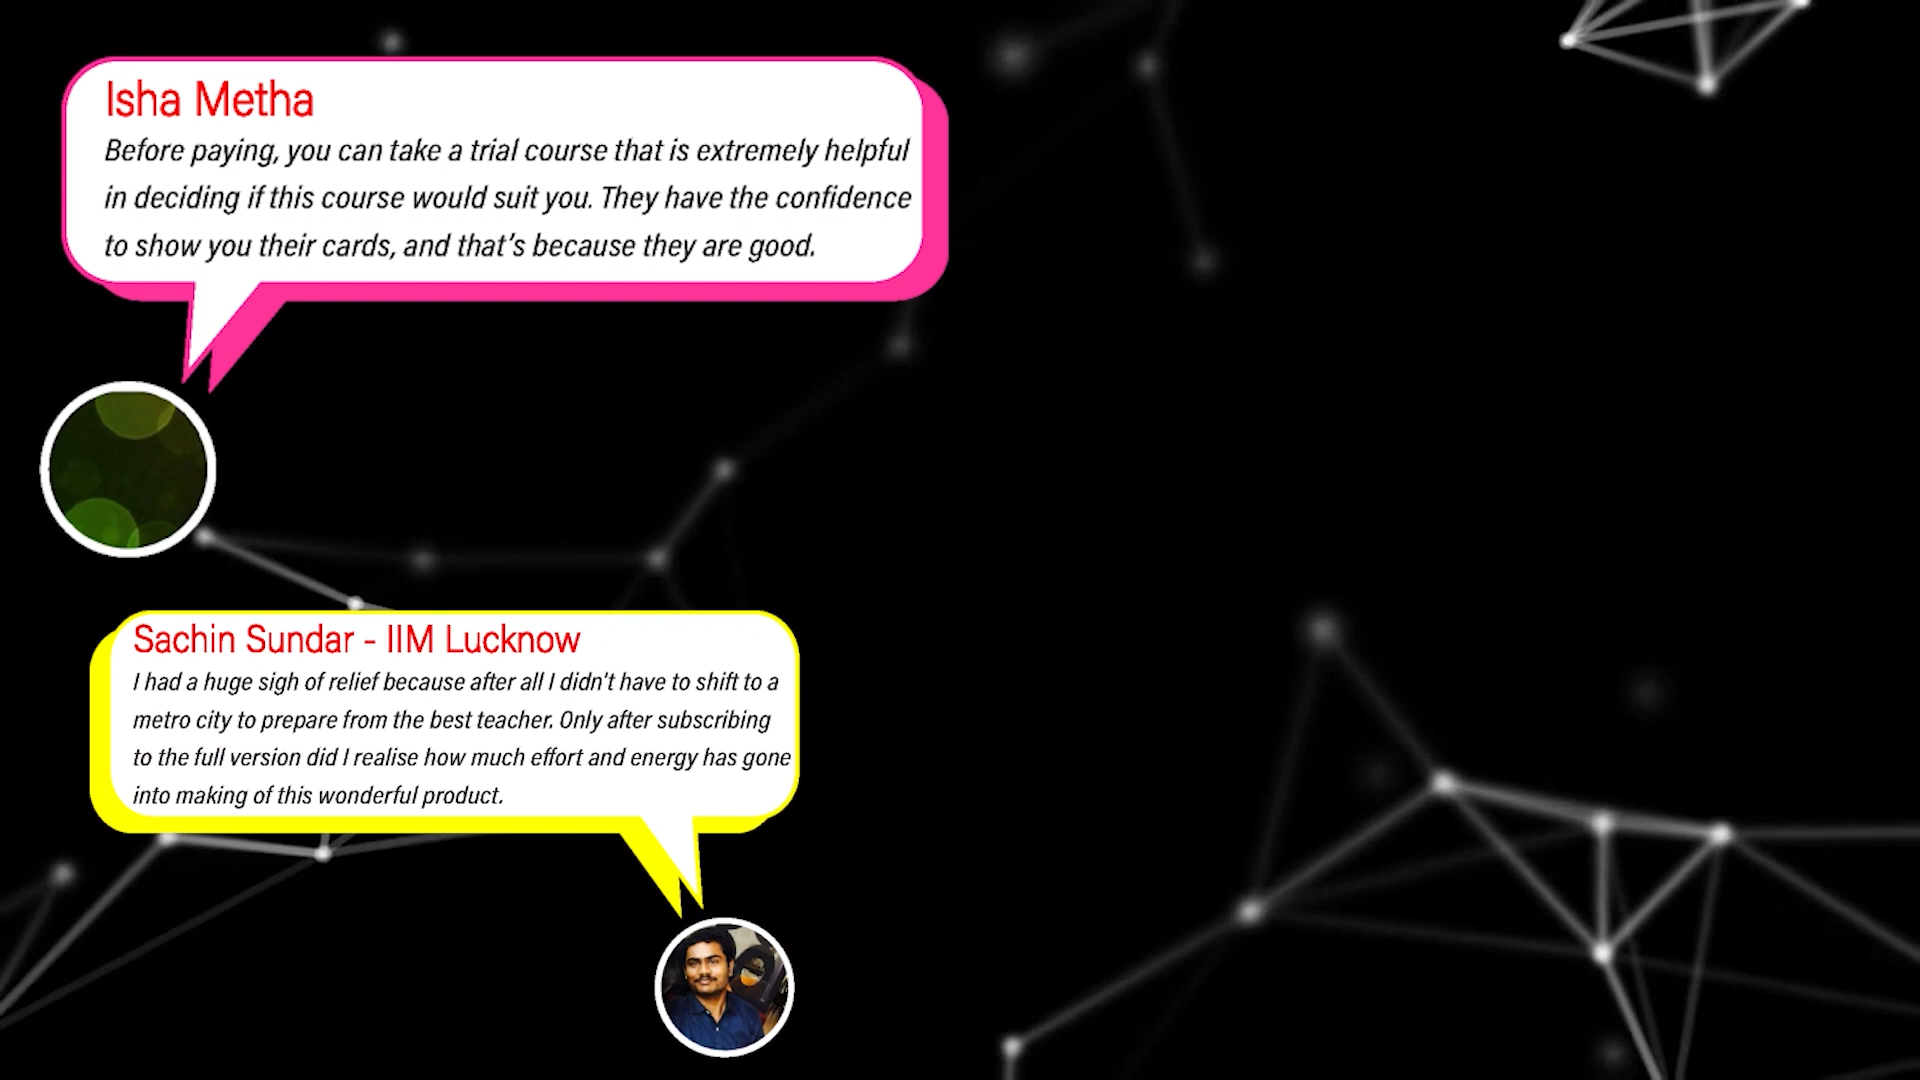 Isha Metha
Before paying, you can take a trial course that is extremely helpful
in deciding if this course would suit you. They have the confidence
to show you their cards, and that's because they are good.
Sachin Sundar - IIM Lucknow
I had a huge sigh of relief because after all I didn't have to shift to a
metro city to prepare from the best teacher. Only after subscribing
to the full version did I realise how much effort and energy has gone
into making of this wonderful product.